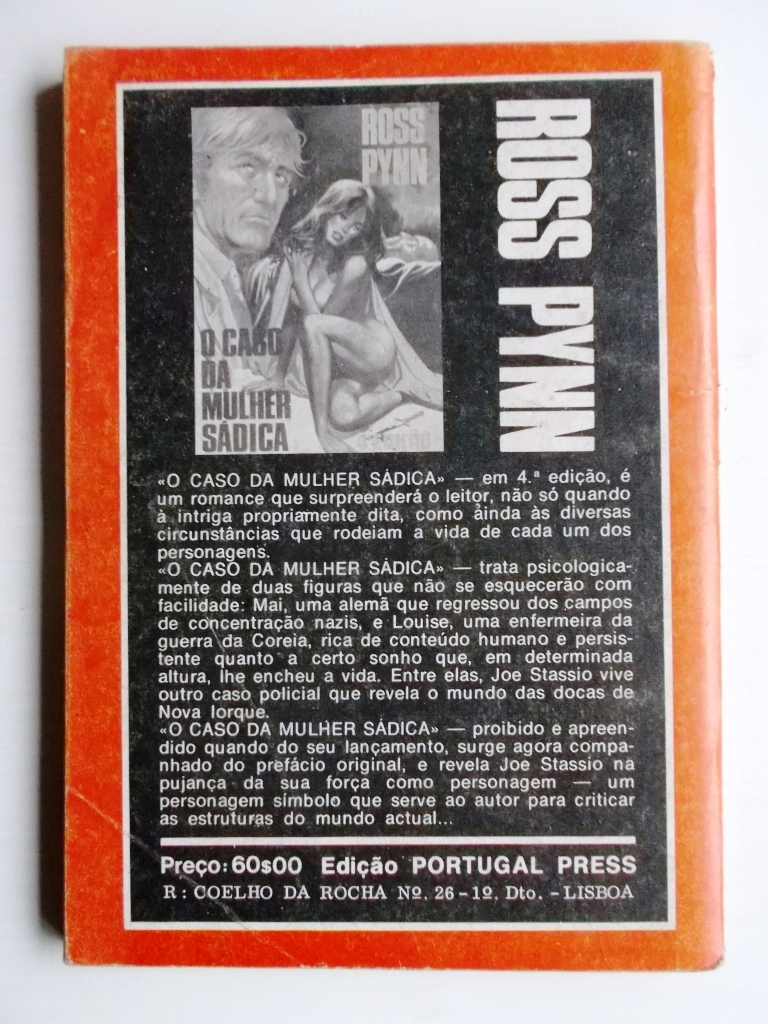 ROSS
PYNN
O CASO
DA
MULHER
SÁDICA
ROSS PYNN
«O CASO DA MULHER SÁDICA» — em 4.ª edição, é
um romance que surpreenderá o leitor, não só quando
à intriga propriamente dita, como ainda às diversas
circunstâncias que rodeiam a vida de cada um dos
personagens.
«O CASO DA MULHER SÁDICA» — trata psicologica-
mente de duas figuras que não se esquecerão com
facilidade: Mai, uma alemã que regressou dos campos
de concentração nazis, e Louise, uma enfermeira da
guerra da Coreia, rica de conteúdo humano e persis-
tente quanto a certo sonho que, em determinada
altura, lhe encheu a vida. Entre elas, Joe Stassio vive
outro caso policial que revela o mundo das docas de
Nova Iorque.
«O CASO DA MULHER SÁDICA» — proibido e apreen-
dido quando do seu lançamento, surge agora compa-
nhado do prefácio original, e revela Joe Stassio na
pujança da sua força como personagem — um
personagem símbolo que serve ao autor para criticar
as estruturas do mundo actual...
Preço: 60$00 Edição PORTUGAL PRESS
R: COELHO DA ROCHA Nº. 26 - 1º. Dto. - LISBOA